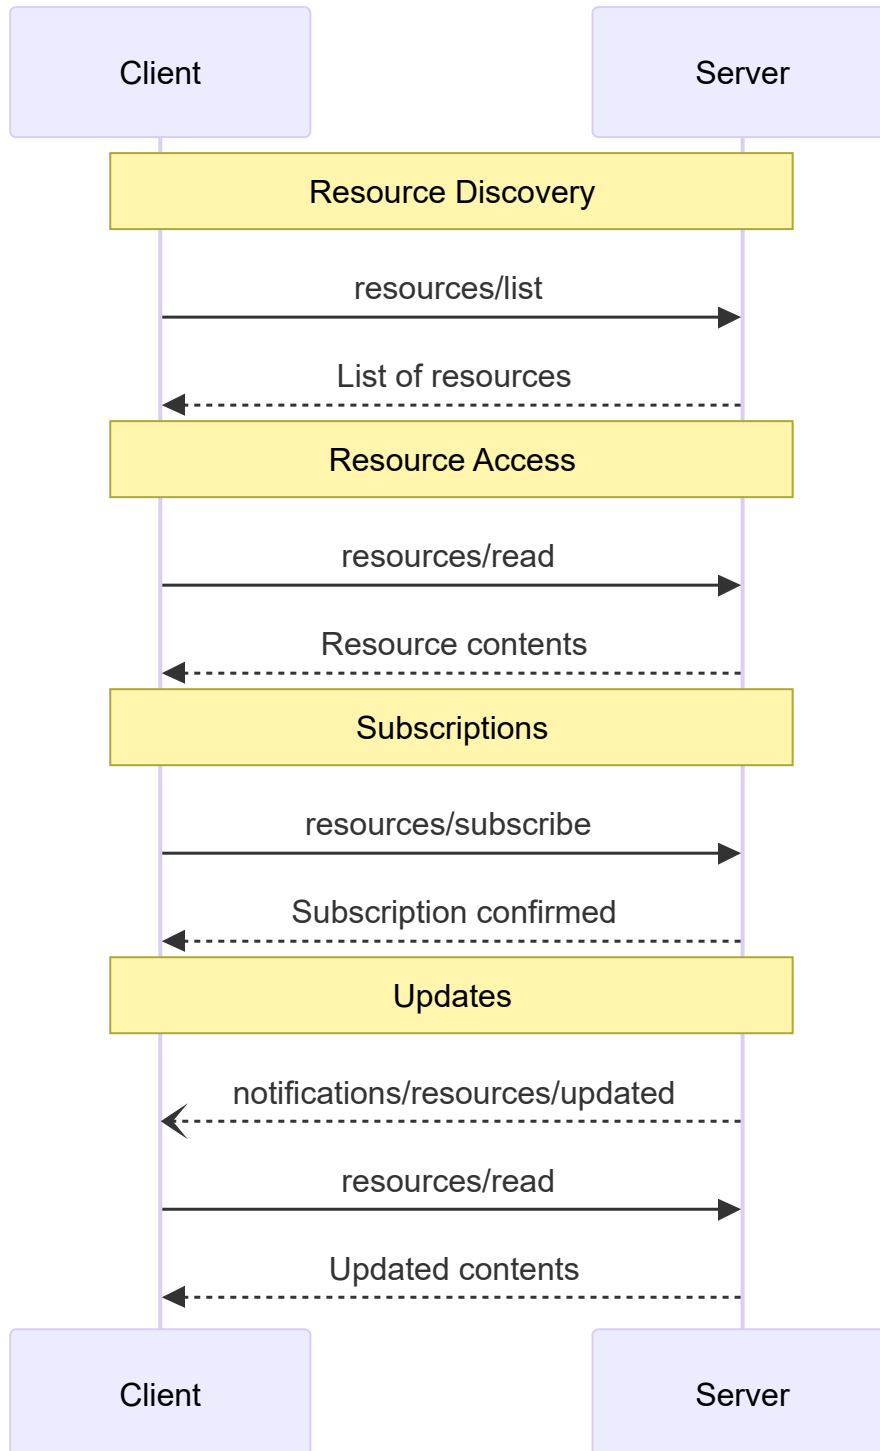 Client
Server
Resource Discovery
resources/list
List of resources
Resource Access
resources/read
Resource contents
Subscriptions
resources/subscribe
Subscription confirmed
Updates
notifications/resources/updated
resources/read
Updated contents
Client
Server